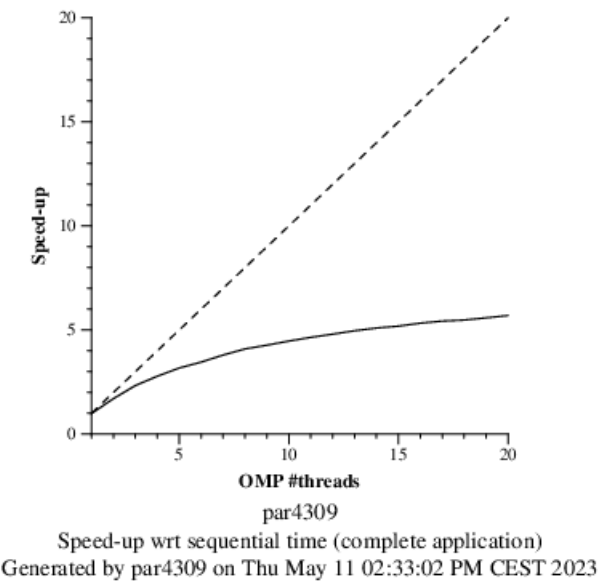 20
15
10
5
0
Speed-up
5 10 15 20
OMP #threads
par4309
Speed-up wrt sequential time (complete application)
Generated by par4309 on Thu May 11 02:33:02 PM CEST 2023